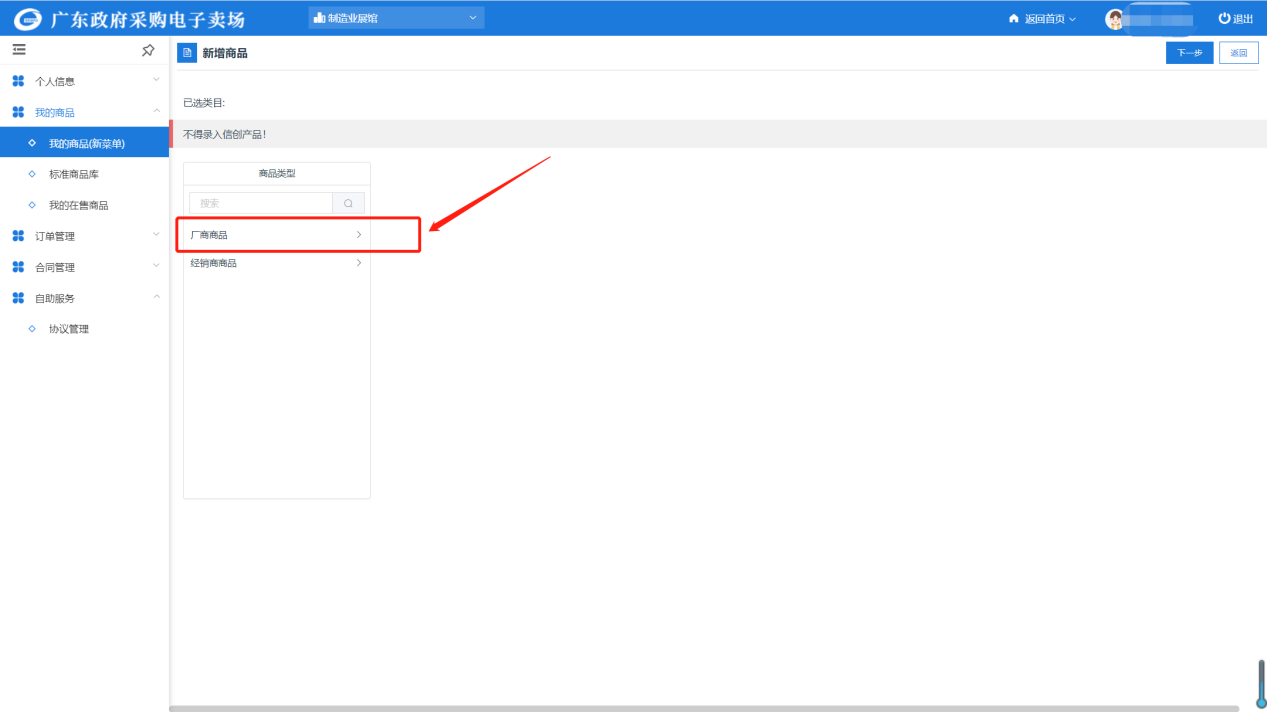 广东政府采购电子卖场
制造业展馆
返回首页
退出
新增商品
下一步
返回
个人信息
我的商品
我的商品(新菜单)
标准商品库
我的在售商品
订单管理
合同管理
自助服务
协议管理
已选类目:
不得录入信创产品!
商品类型
搜索
厂商商品
经销商商品